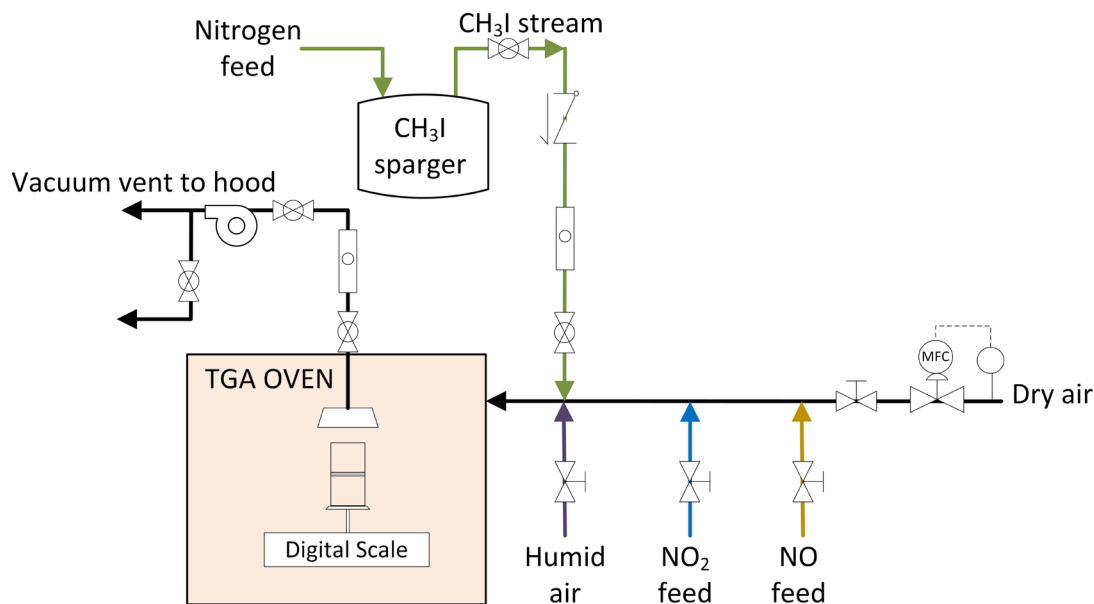 Nitrogen
feed
CH₃I stream
CH₃I
sparger
Vacuum vent to hood
TGA OVEN
MFC
Dry air
Digital Scale
Humid
air
NO₂
feed
NO
feed